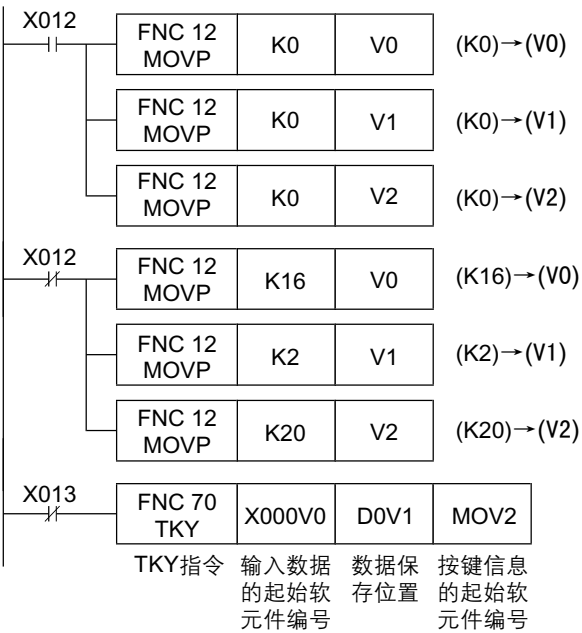 X012
FNC 12 MOVP K0 V0 (K0)→(V0)
FNC 12 MOVP K0 V1 (K0)→(V1)
FNC 12 MOVP K0 V2 (K0)→(V2)
X012
FNC 12 MOVP K16 V0 (K16)→(V0)
FNC 12 MOVP K2 V1 (K2)→(V1)
FNC 12 MOVP K20 V2 (K20)→(V2)
X013
FNC 70 TKY X000V0 D0V1 MOV2
TKY指令
输入数据
的起始软
元件编号
数据保
存位置
按键信息
的起始软
元件编号